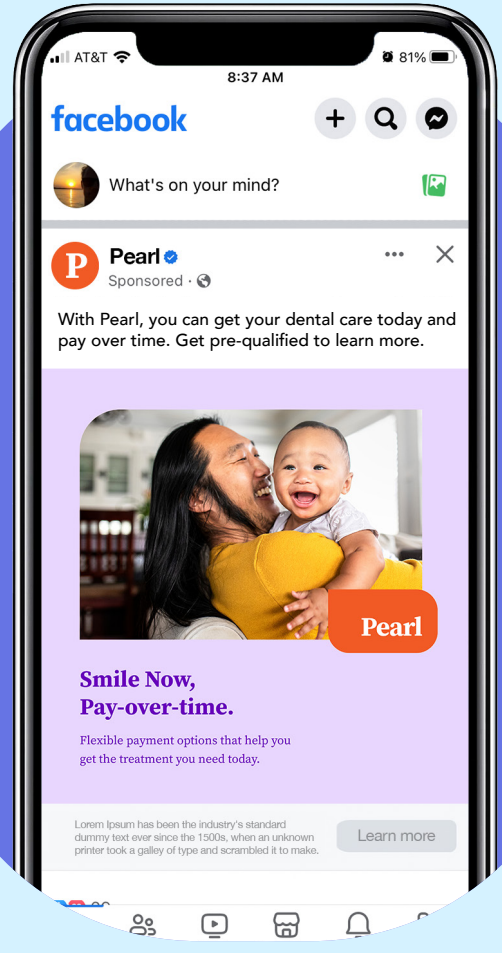 AT&T
81%
8:37 AM
facebook
What's on your mind?
P
Pearl
Sponsored ·
With Pearl, you can get your dental care today and
pay over time. Get pre-qualified to learn more.
Pearl
Smile Now,
Pay-over-time.
Flexible payment options that help you
get the treatment you need today.
Lorem Ipsum has been the industry's standard
dummy text ever since the 1500s, when an unknown
printer took a galley of type and scrambled it to make.
Learn more